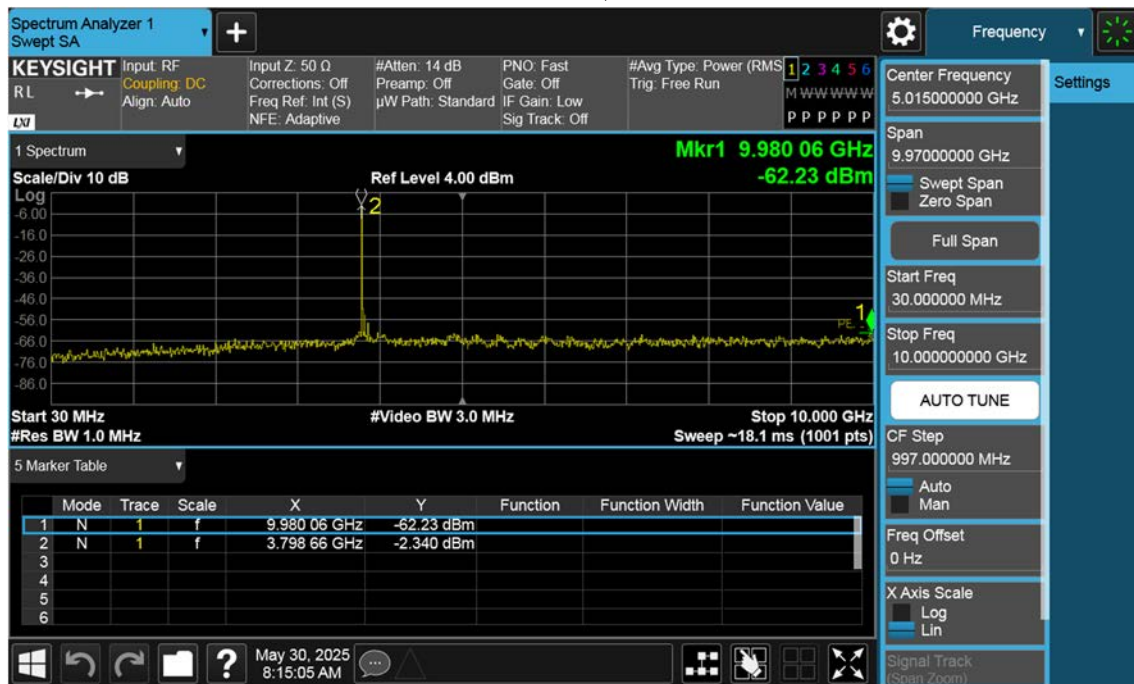 Spectrum Analyzer 1
Swept SA
+
Frequency
KEYSIGHT
RL
LXI
Input: RF
Coupling: DC
Align: Auto
Input Z: 50 Ω
Corrections: Off
Freq Ref: Int (S)
NFE: Adaptive
#Atten: 14 dB
Preamp: Off
µW Path: Standard
PNO: Fast
Gate: Off
IF Gain: Low
Sig Track: Off
#Avg Type: Power (RMS
Trig: Free Run
1 2 3 4 5 6
M W W W W W
P P P P P P
1 Spectrum
Mkr1 9.980 06 GHz
-62.23 dBm
Scale/Div 10 dB
Ref Level 4.00 dBm
Log
-6.00
-16.0
-26.0
-36.0
-46.0
-56.0
-66.0
-76.0
-86.0
2
1
Start 30 MHz
#Video BW 3.0 MHz
Stop 10.000 GHz
#Res BW 1.0 MHz
Sweep ~18.1 ms (1001 pts)
5 Marker Table
Mode Trace Scale X Y Function Function Width Function Value
1 N 1 f 9.980 06 GHz -62.23 dBm
2 N 1 f 3.798 66 GHz -2.340 dBm
3
4
5
6
?
May 30, 2025
8:15:05 AM
Center Frequency
5.015000000 GHz
Span
9.97000000 GHz
Swept Span
Zero Span
Full Span
Start Freq
30.000000 MHz
Stop Freq
10.000000000 GHz
AUTO TUNE
CF Step
997.000000 MHz
Auto
Man
Freq Offset
0 Hz
X Axis Scale
Log
Lin
Signal Track
(Span Zoom)
Settings